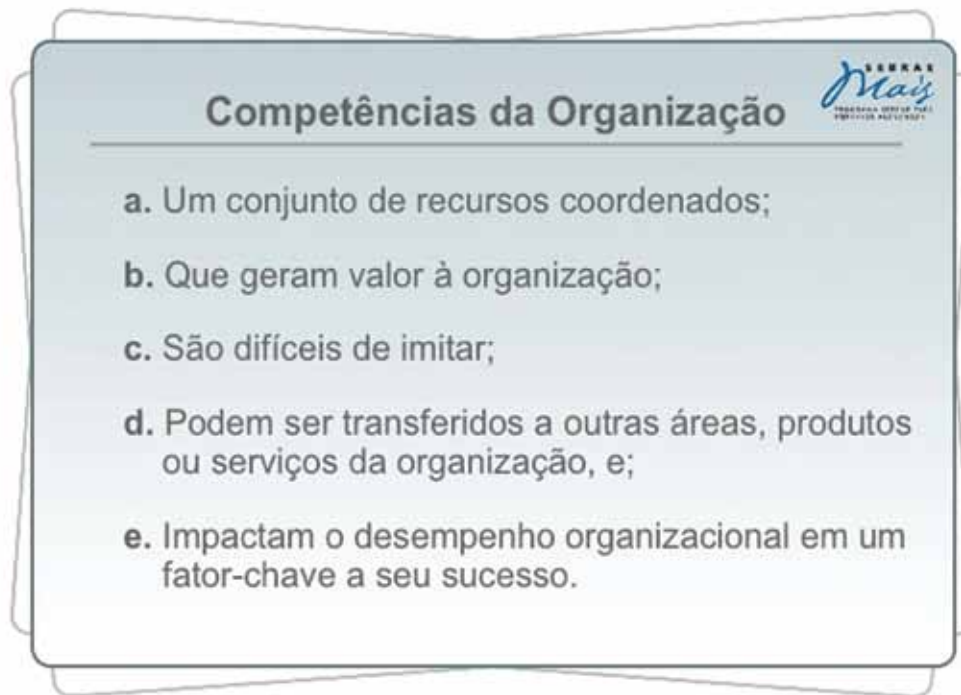 SEBRAE
Mais
Competências da Organização
a. Um conjunto de recursos coordenados;
b. Que geram valor à organização;
c. São difíceis de imitar;
d. Podem ser transferidos a outras áreas, produtos
ou serviços da organização, e;
e. Impactam o desempenho organizacional em um
fator-chave a seu sucesso.